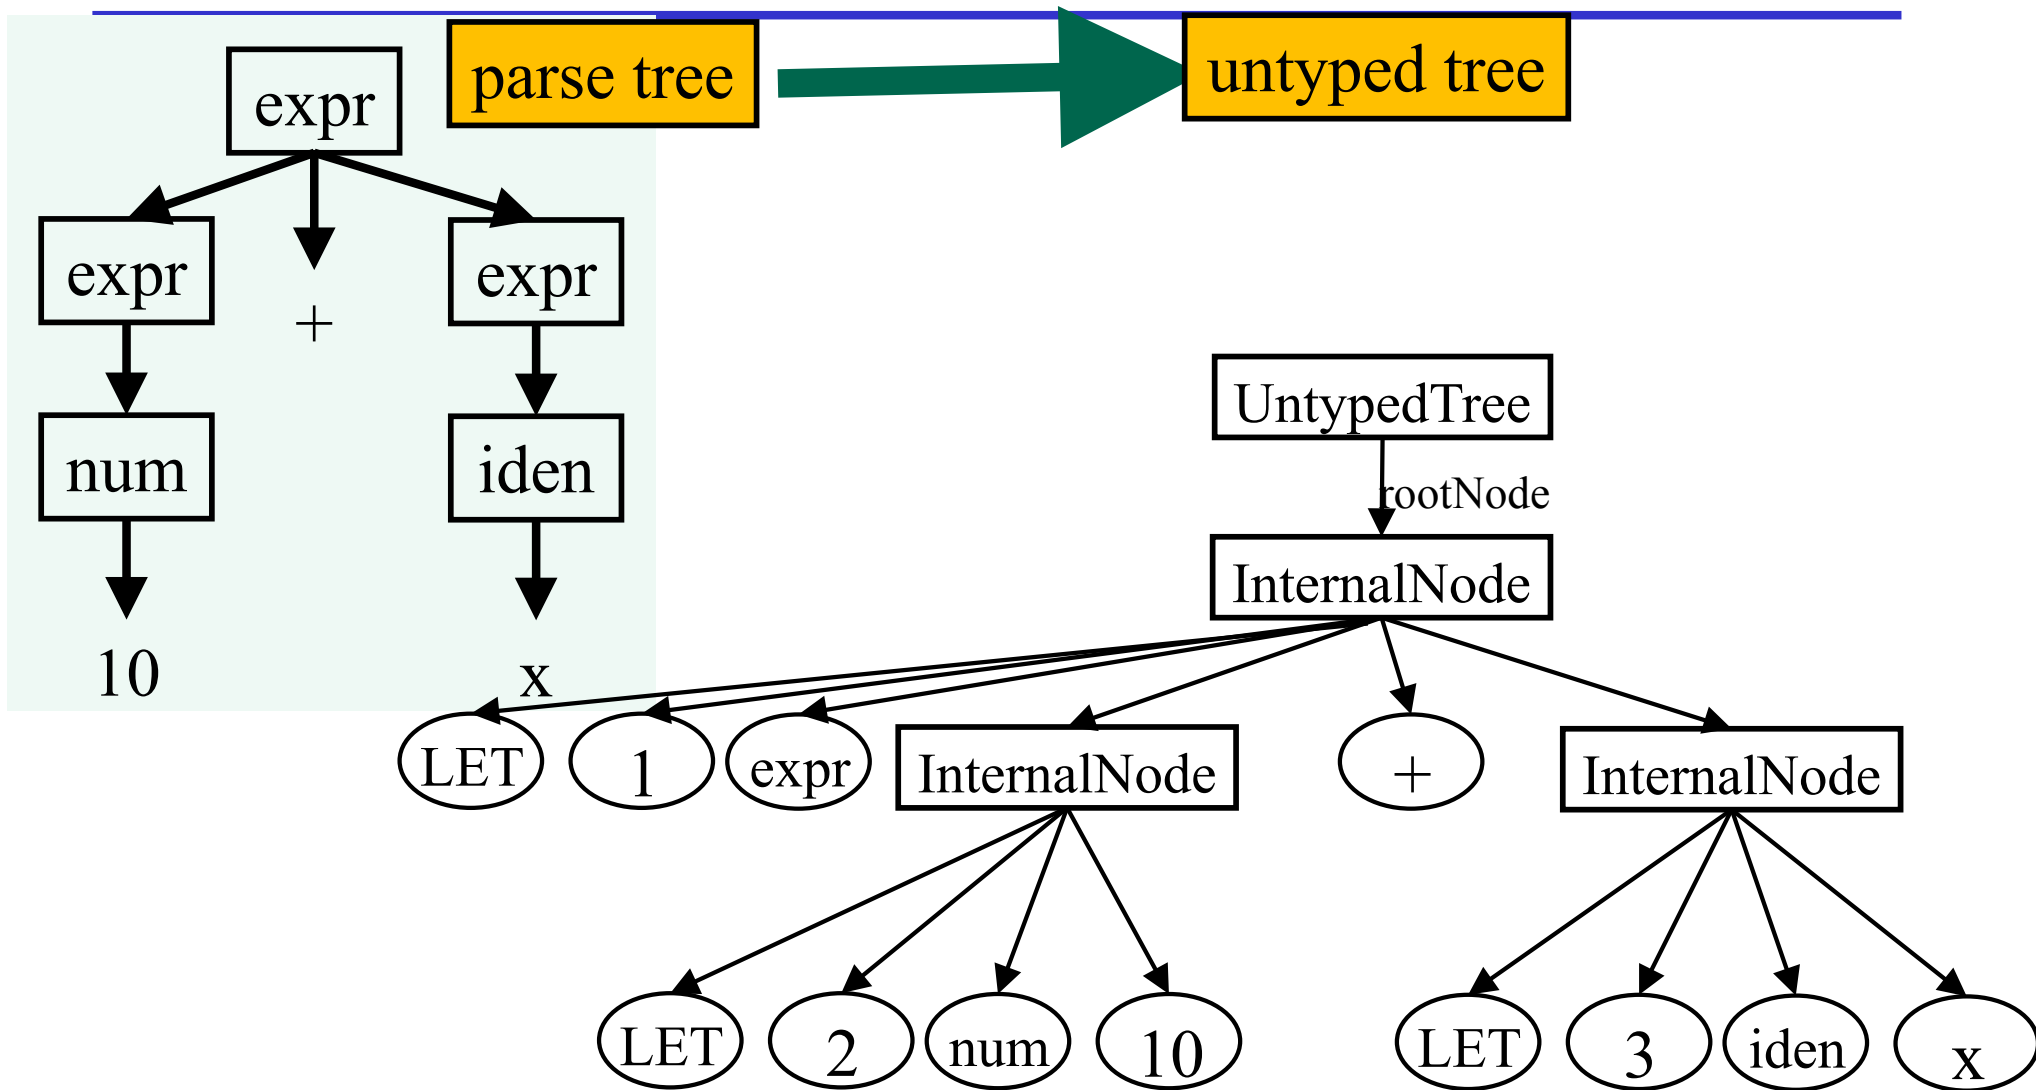 parse tree
untyped tree
expr
expr
+
expr
num
iden
10
x
UntypedTree
rootNode
InternalNode
LET
1
expr
InternalNode
+
InternalNode
LET
2
num
10
LET
3
iden
x